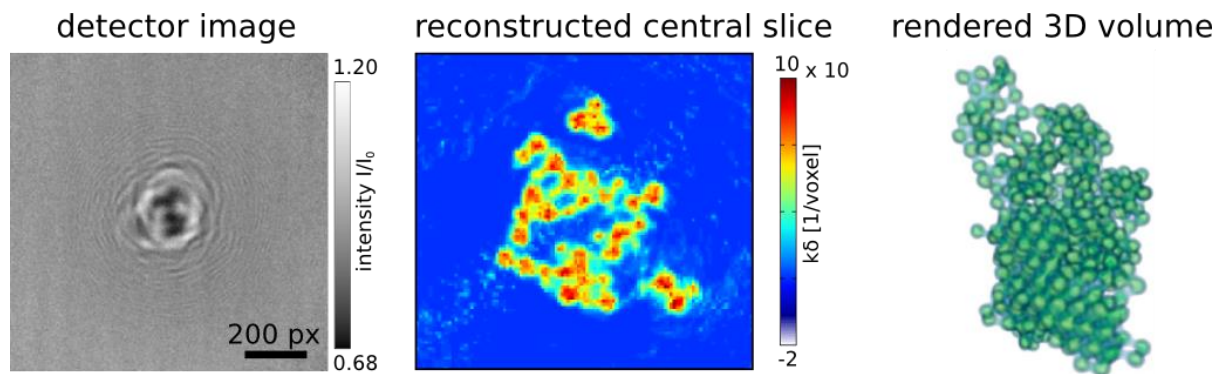 detector image
reconstructed central slice
rendered 3D volume
1.20
intensity I/I₀
0.68
200 px
10 x 10
kδ [1/voxel]
-2